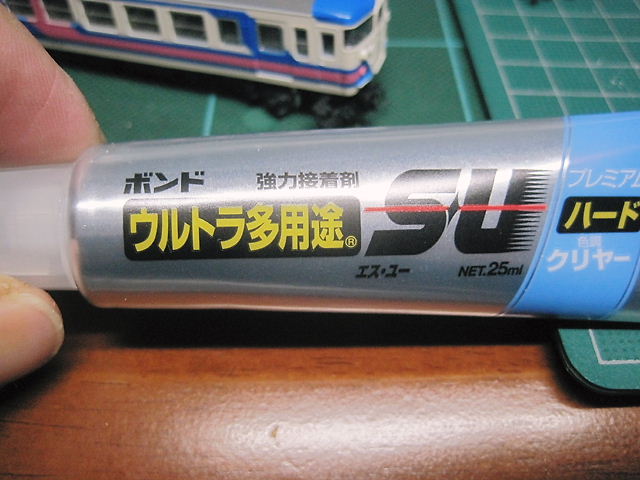 ボンド 強力接着剤
ウルトラ多用途® SU
エス・ユー NET.25ml
プレミアム
ハード
色調
クリヤー